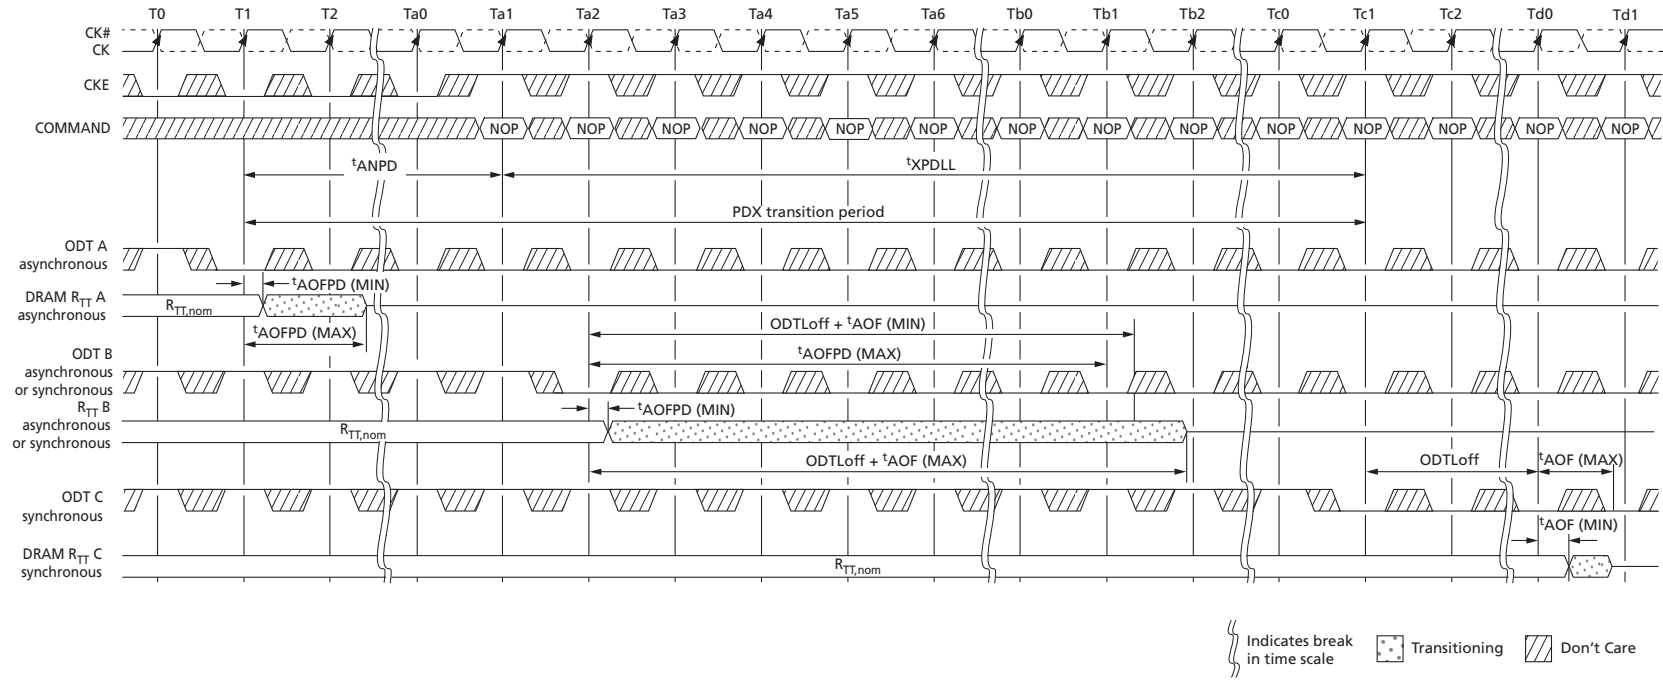 T0 T1 T2 Ta0 Ta1 Ta2 Ta3 Ta4 Ta5 Ta6 Tb0 Tb1 Tb2 Tc0 Tc1 Tc2 Td0 Td1
CK#
CK
CKE
COMMAND
NOP NOP NOP NOP NOP NOP NOP NOP NOP NOP NOP NOP NOP NOP
tANPD
tXPDLL
PDX transition period
ODT A
asynchronous
tAOFPD (MIN)
DRAM RTT A
asynchronous
RTT,nom
tAOFPD (MAX)
ODTLoff + tAOF (MIN)
tAOFPD (MAX)
ODT B
asynchronous
or synchronous
RTT B
asynchronous
or synchronous
tAOFPD (MIN)
RTT,nom
ODTLoff + tAOF (MAX)
ODTLoff
tAOF (MAX)
ODT C
synchronous
tAOF (MIN)
DRAM RTT C
synchronous
RTT,nom
Indicates break
in time scale
Transitioning
Don't Care